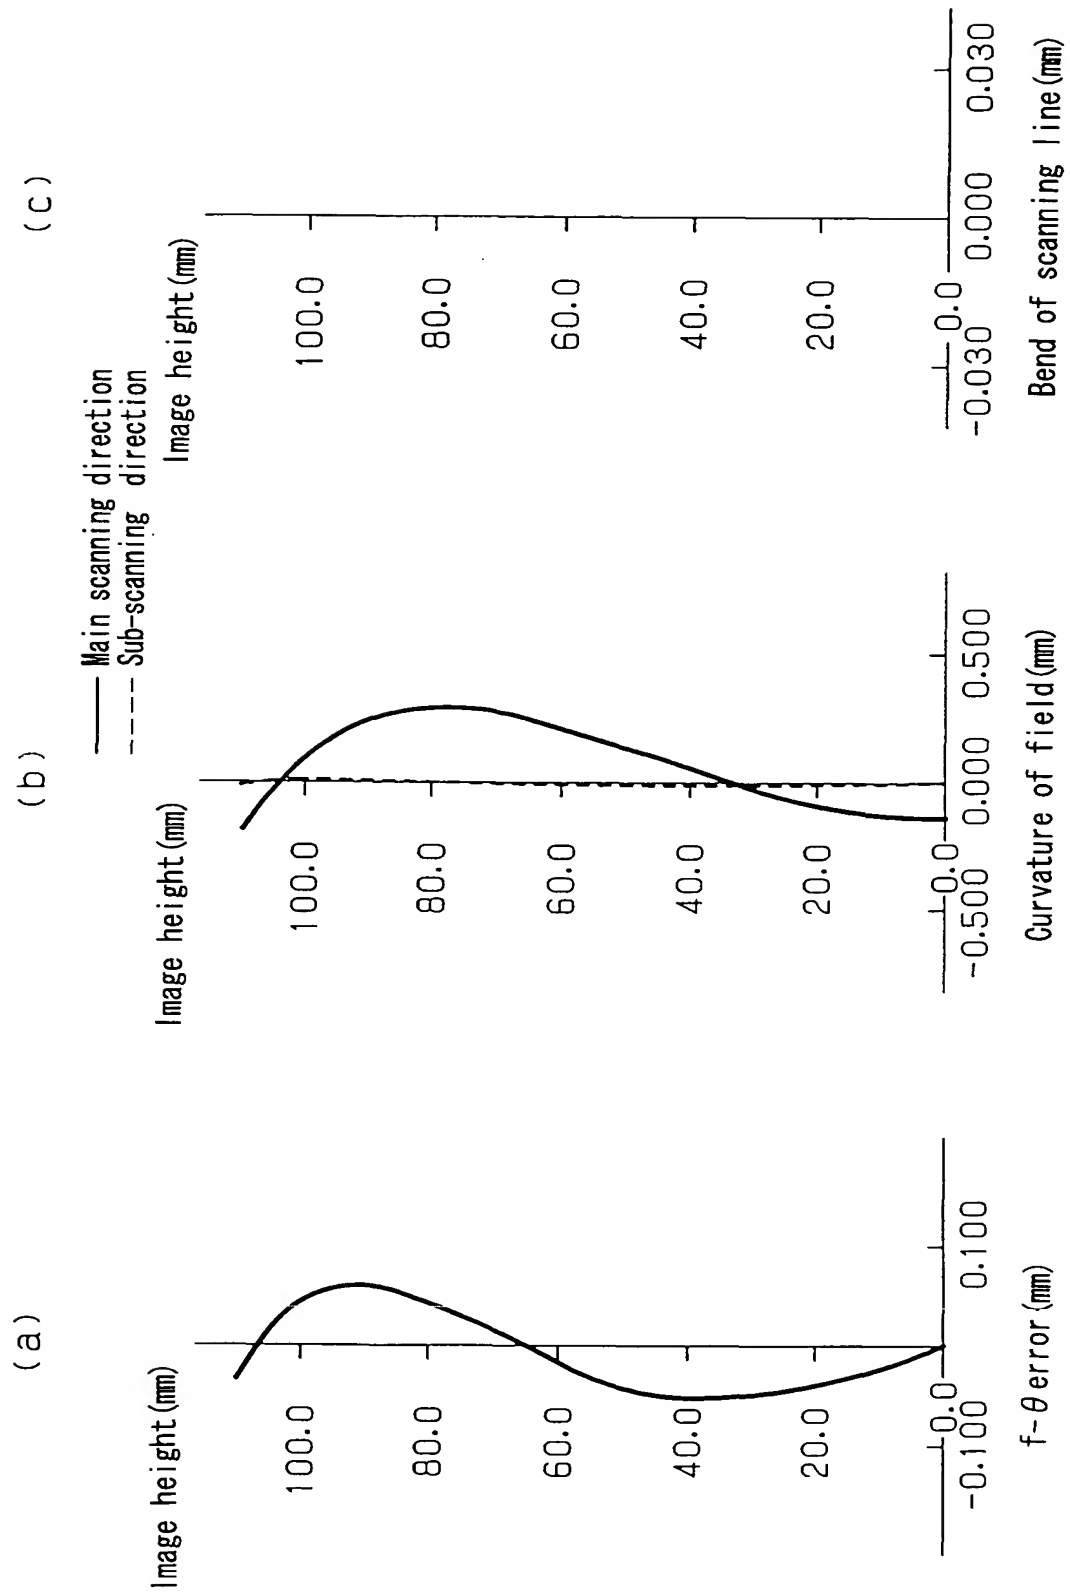 (a)
Image height(mm)
100.0
80.0
60.0
40.0
20.0
0.0
-0.100
0.100
f-θ error(mm)
(b)
Main scanning direction
Sub-scanning direction
Image height(mm)
100.0
80.0
60.0
40.0
20.0
0.0
-0.500
0.000
0.500
Curvature of field(mm)
(c)
Image height(mm)
100.0
80.0
60.0
40.0
20.0
0.0
-0.030
0.000
0.030
Bend of scanning line(mm)